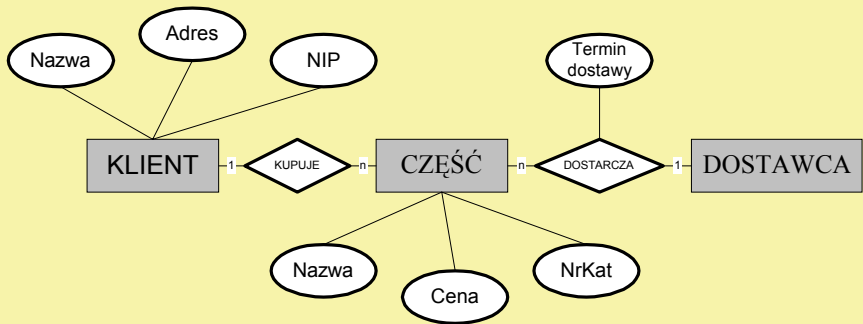 Adres
Nazwa
NIP
Termin
dostawy
KLIENT 1 KUPUJE n CZĘŚĆ n DOSTARCZA 1 DOSTAWCA
Nazwa
Cena
NrKat